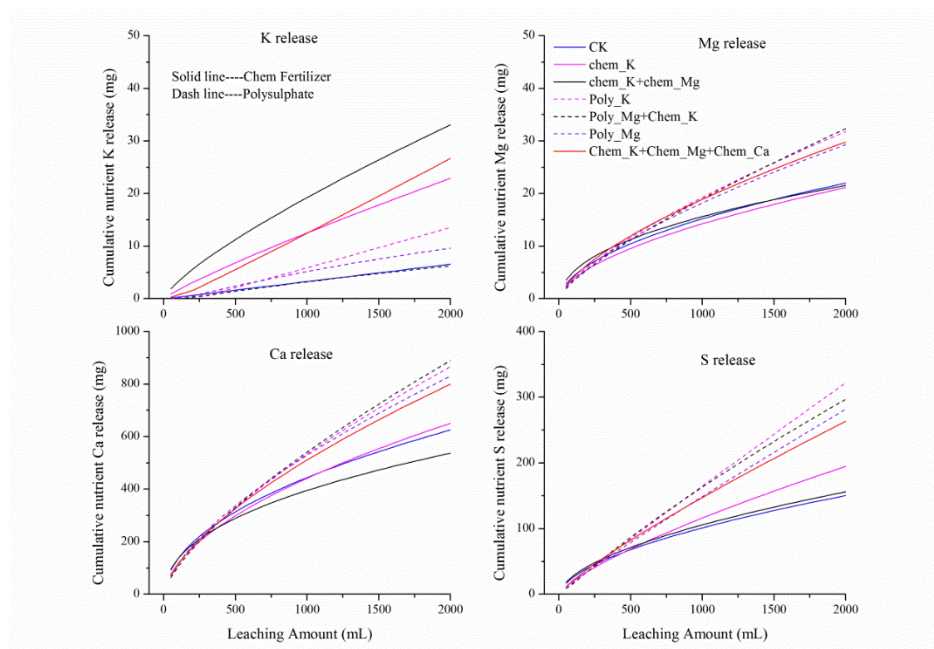 K release
Solid line----Chem Fertilizer
Dash line----Polysulphate
Cumulative nutrient K release (mg)
50
40
30
20
10
0
0 500 1000 1500 2000
Mg release
CK
chem_K
chem_K+chem_Mg
Poly_K
Poly_Mg+Chem_K
Poly_Mg
Chem_K+Chem_Mg+Chem_Ca
Cumulative nutrient Mg release (mg)
50
40
30
20
10
0
0 500 1000 1500 2000
Ca release
Cumulative nutrient Ca release (mg)
1000
800
600
400
200
0
0 500 1000 1500 2000
Leaching Amount (mL)
S release
Cumulative nutrient S release (mg)
400
300
200
100
0
0 500 1000 1500 2000
Leaching Amount (mL)